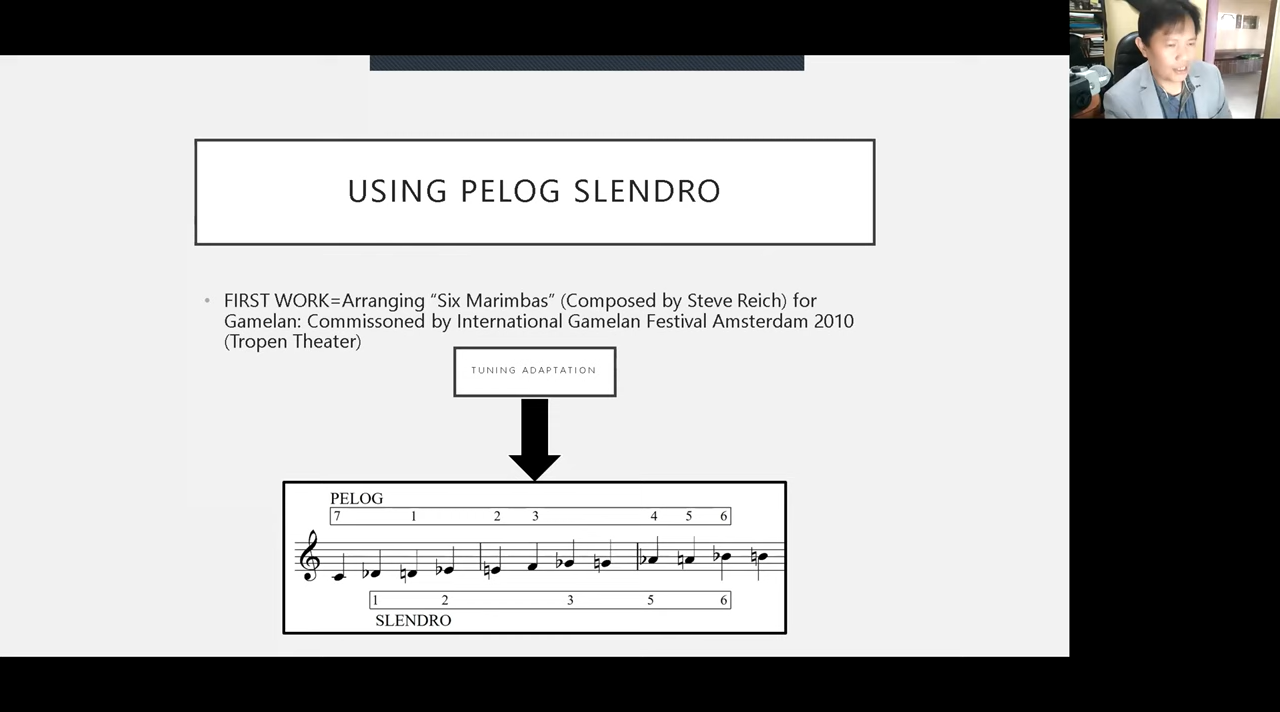 USING PELOG SLENDRO
• FIRST WORK=Arranging “Six Marimbas” (Composed by Steve Reich) for
Gamelan: Commissoned by International Gamelan Festival Amsterdam 2010
(Tropen Theater)
TUNING ADAPTATION
PELOG
7 1 2 3 4 5 6
1 2 3 5 6
SLENDRO